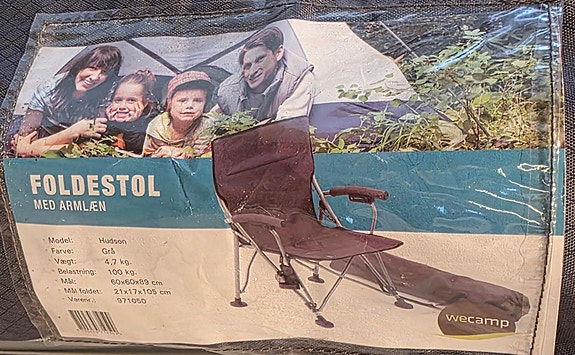 FOLDESTOL
MED ARMLÆN
Model: Hudson
Farve: Grå
Vægt: 4,7 kg.
Belastning: 100 kg.
Mål: 60x60x89 cm
Mål foldet: 21x17x105 cm
Varenr.: 971050
wecamp